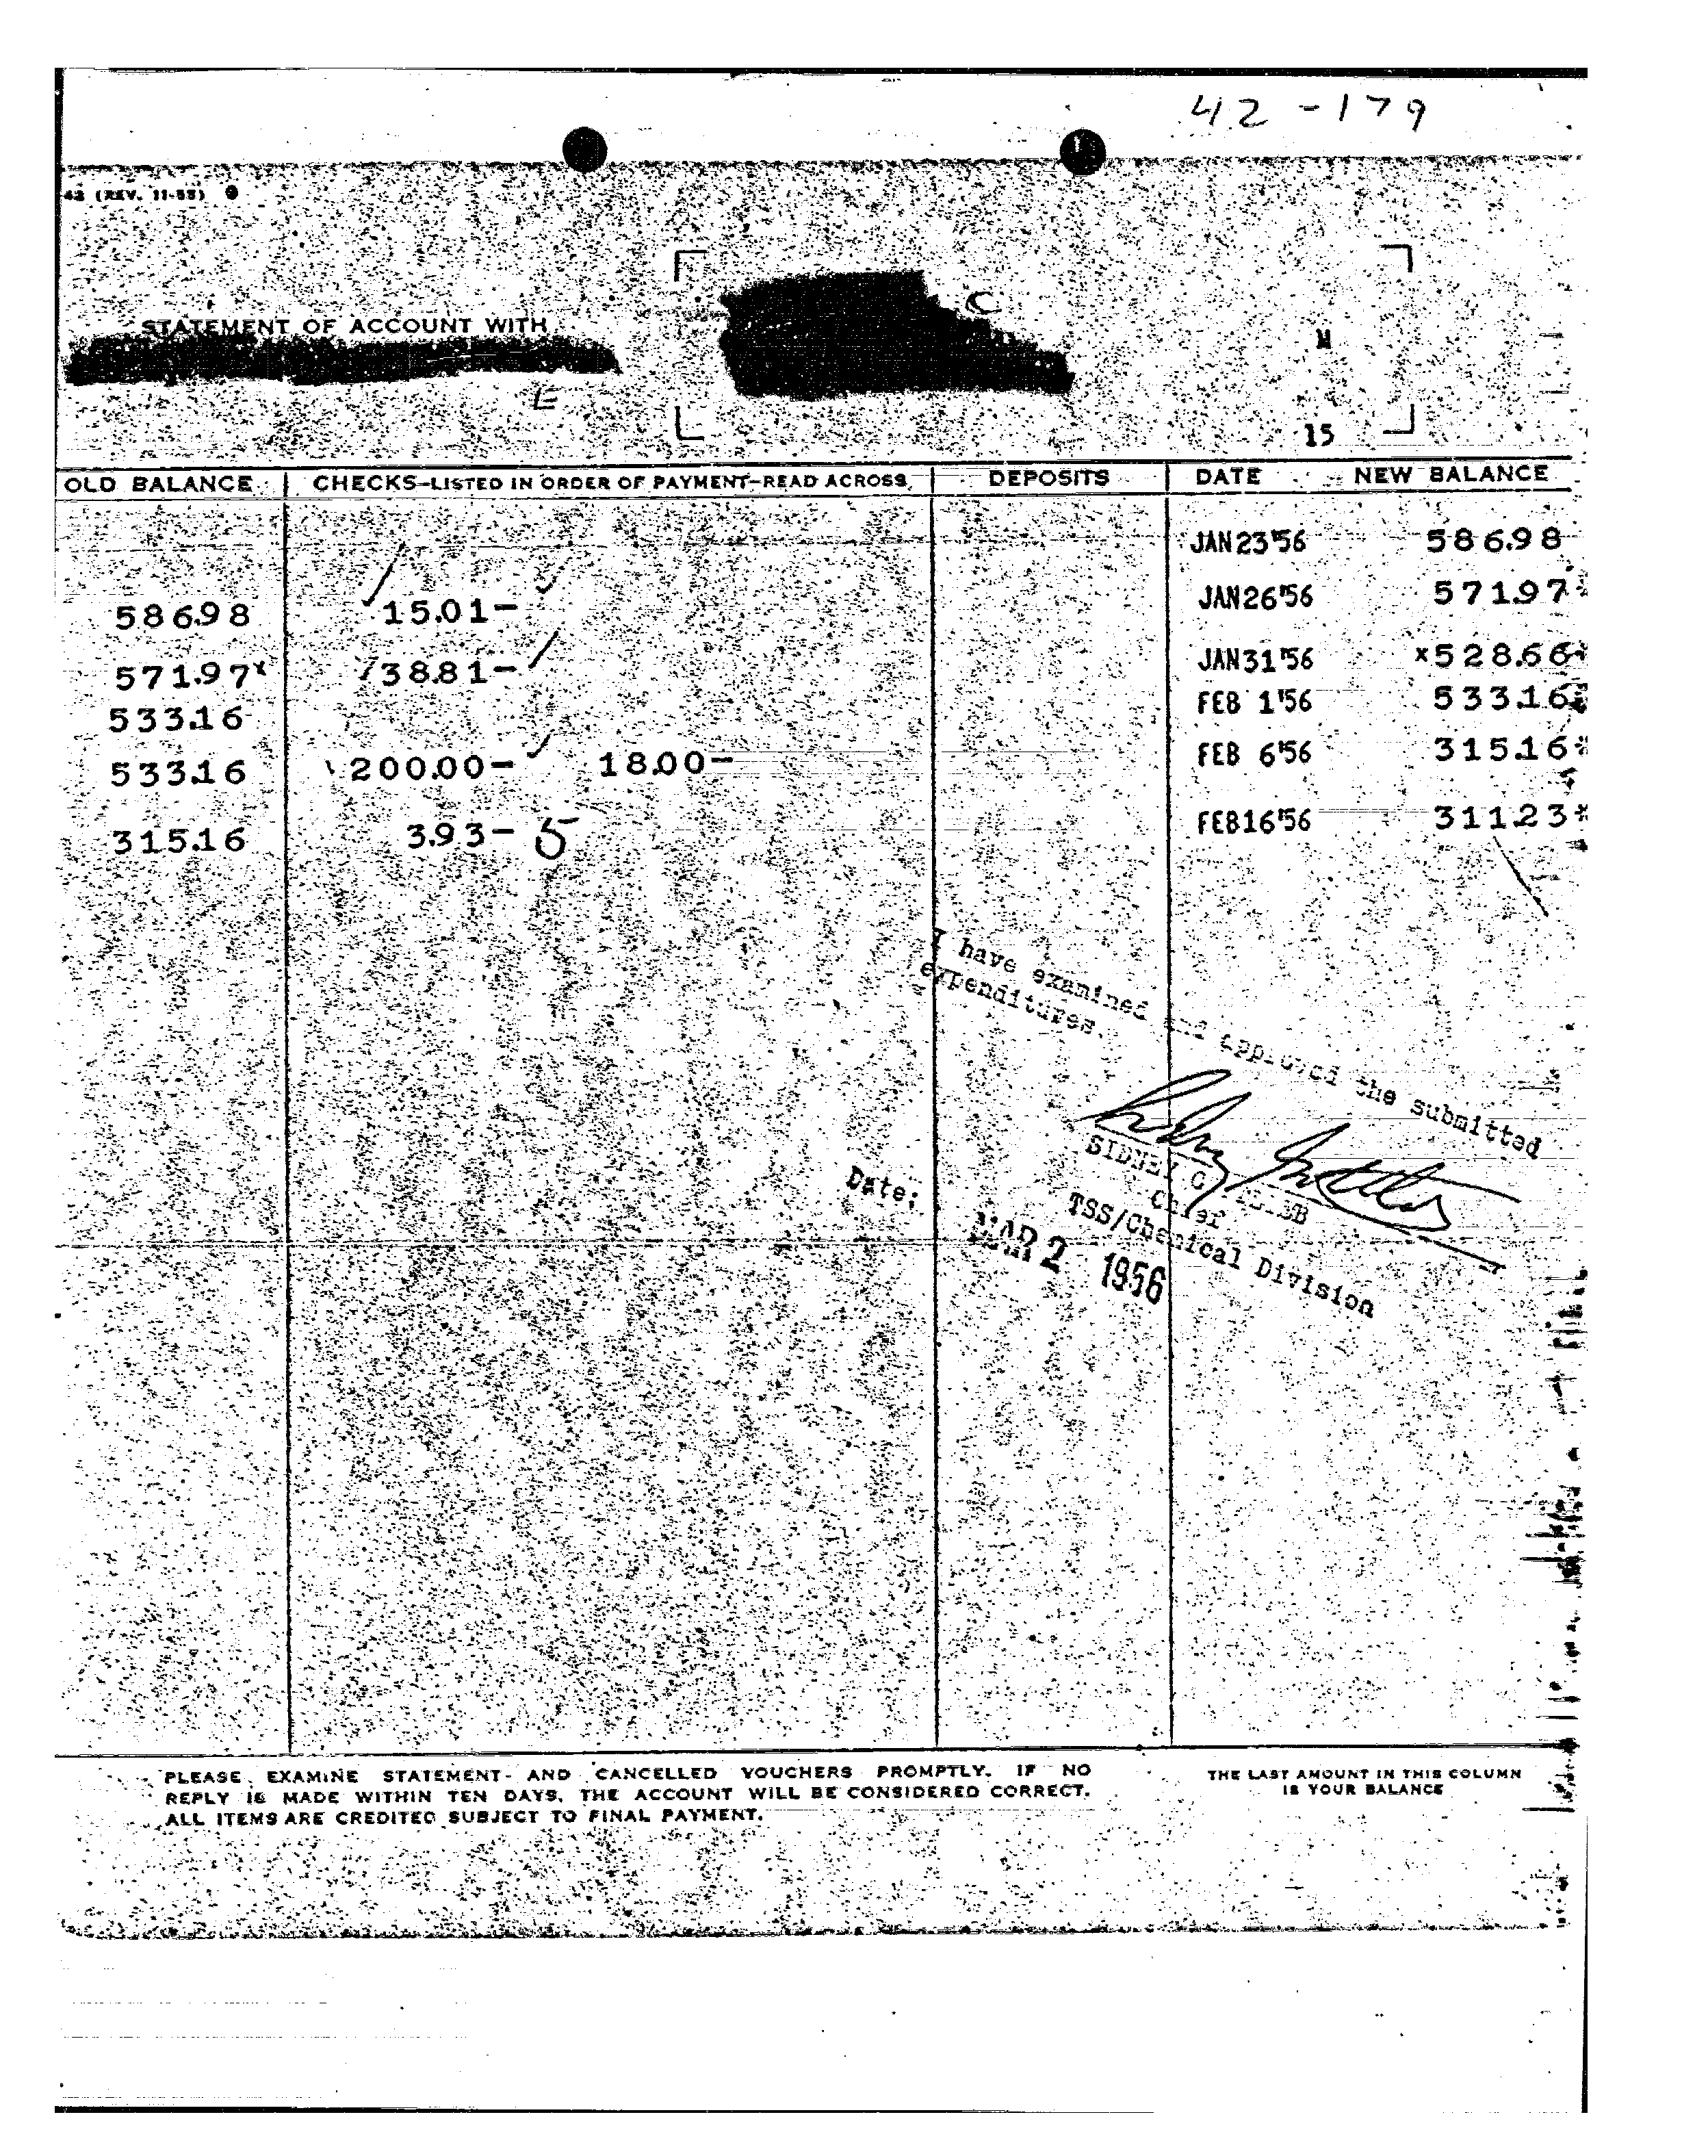 42-179
42 (REV. 11-55)
C
STATEMENT OF ACCOUNT WITH
M
E
15
OLD BALANCE CHECKS—LISTED IN ORDER OF PAYMENT—READ ACROSS DEPOSITS DATE NEW BALANCE
JAN 23 '56 586.98
586.98 15.01- JAN 26 '56 571.97*
571.97* 38.81- JAN 31 '56 x528.66*
533.16 FEB 1 '56 533.16*
533.16 200.00- 18.00- FEB 6 '56 315.16*
315.16 3.93- 5 FEB 16 '56 311.23*
I have examined and approved the submitted
expenditures.
Sidney Gottlieb
SIDNEY
Chief
TSS/Chemical Division
Date:
MAR 2 1956
PLEASE EXAMINE STATEMENT AND CANCELLED VOUCHERS PROMPTLY. IF NO
REPLY IS MADE WITHIN TEN DAYS, THE ACCOUNT WILL BE CONSIDERED CORRECT.
ALL ITEMS ARE CREDITED SUBJECT TO FINAL PAYMENT.
THE LAST AMOUNT IN THIS COLUMN
IS YOUR BALANCE